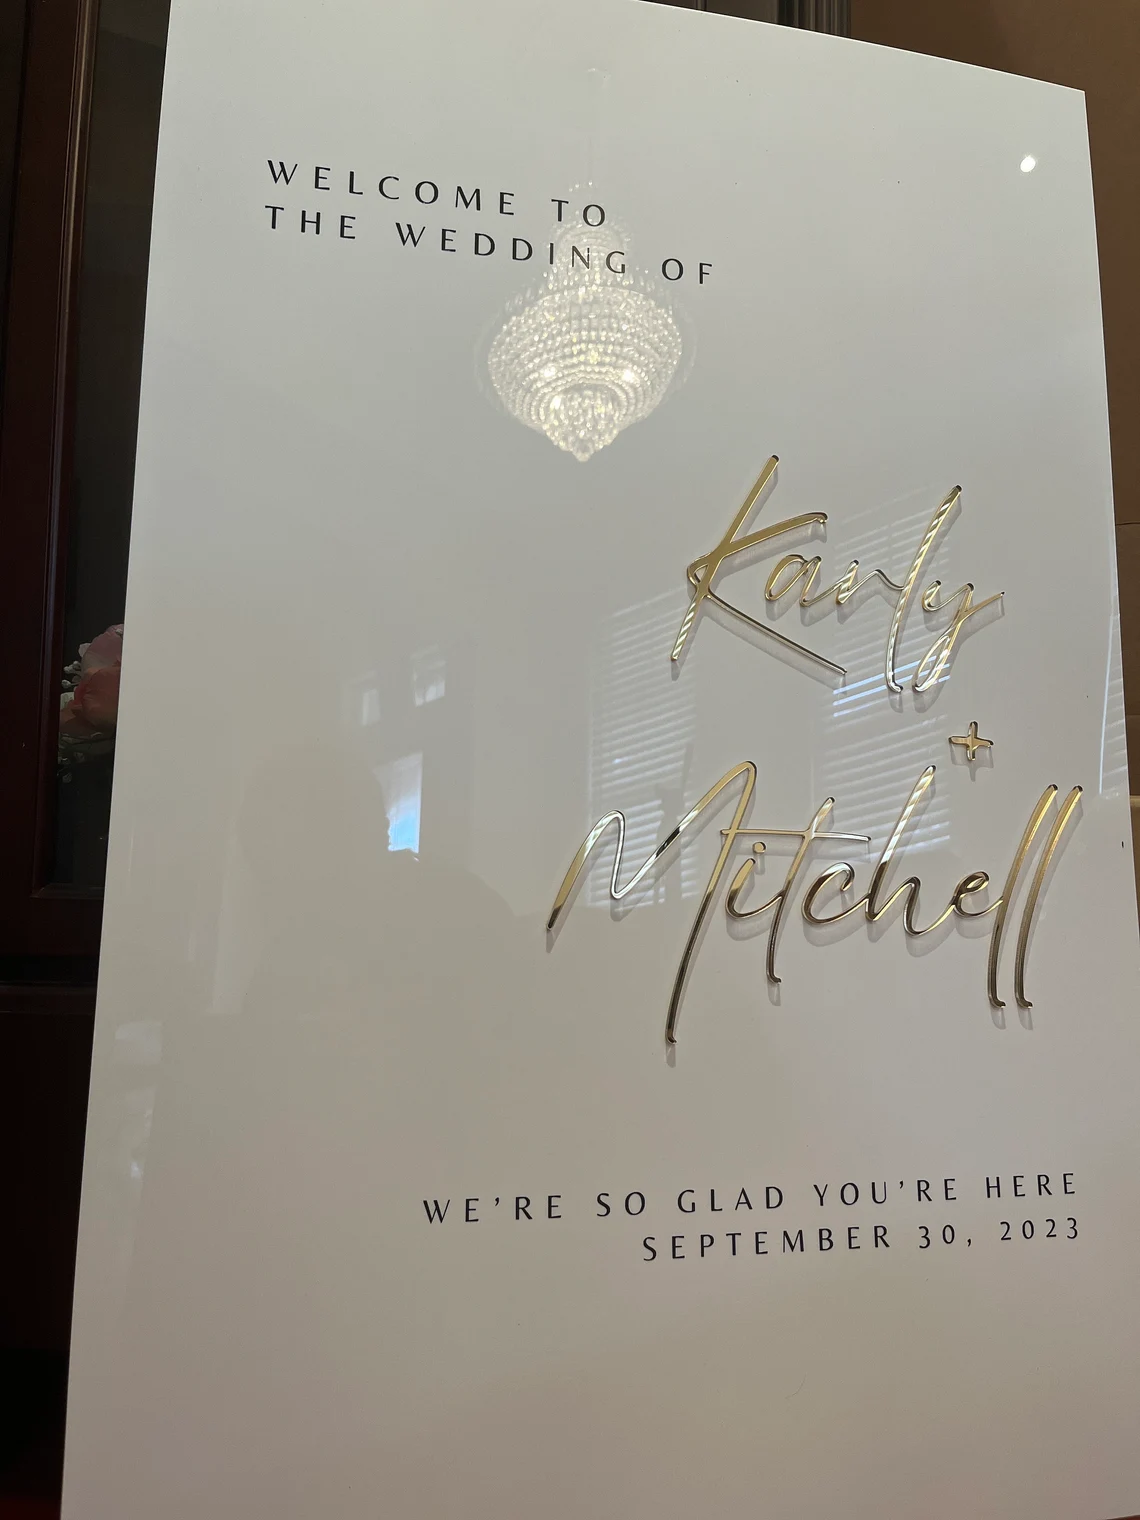 WELCOME TO
THE WEDDING OF
Karly
+
Mitchell
WE'RE SO GLAD YOU'RE HERE
SEPTEMBER 30, 2023